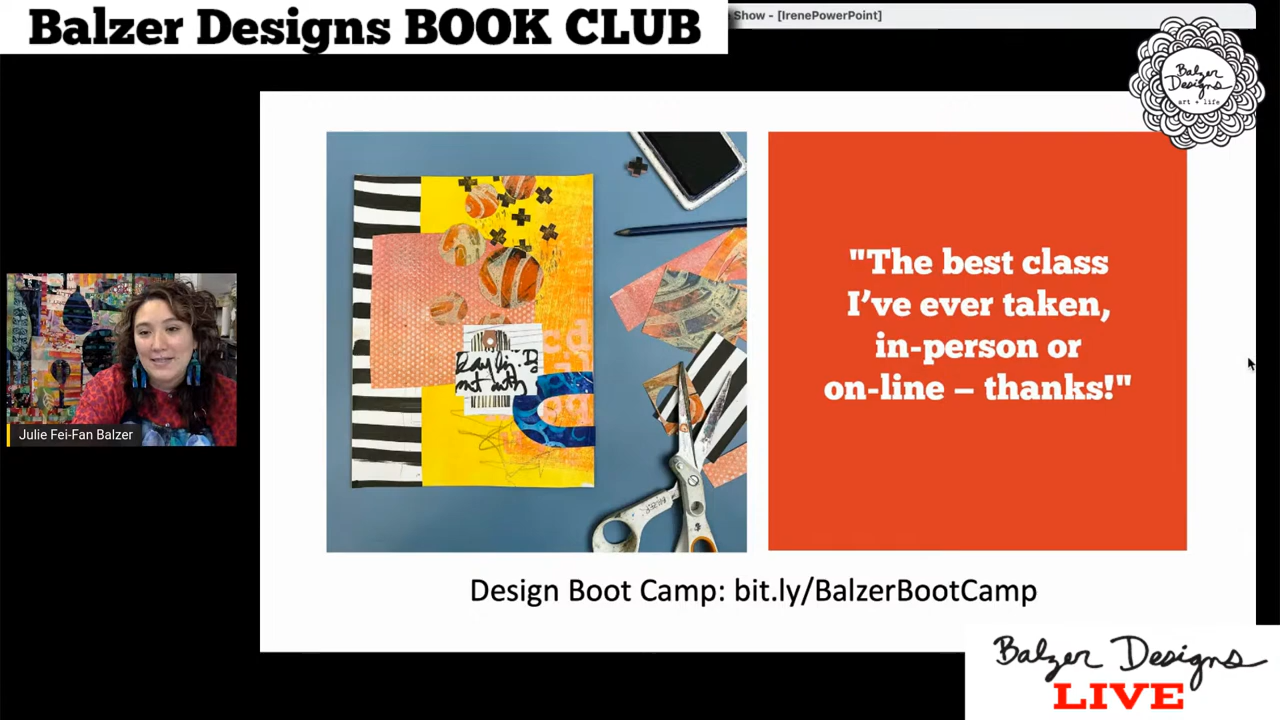 Balzer Designs BOOK CLUB
Show - [IrenePowerPoint]
Balzer
Designs
art + life
"The best class
I've ever taken,
in-person or
on-line – thanks!"
Julie Fei-Fan Balzer
Design Boot Camp: bit.ly/BalzerBootCamp
Balzer Designs
LIVE